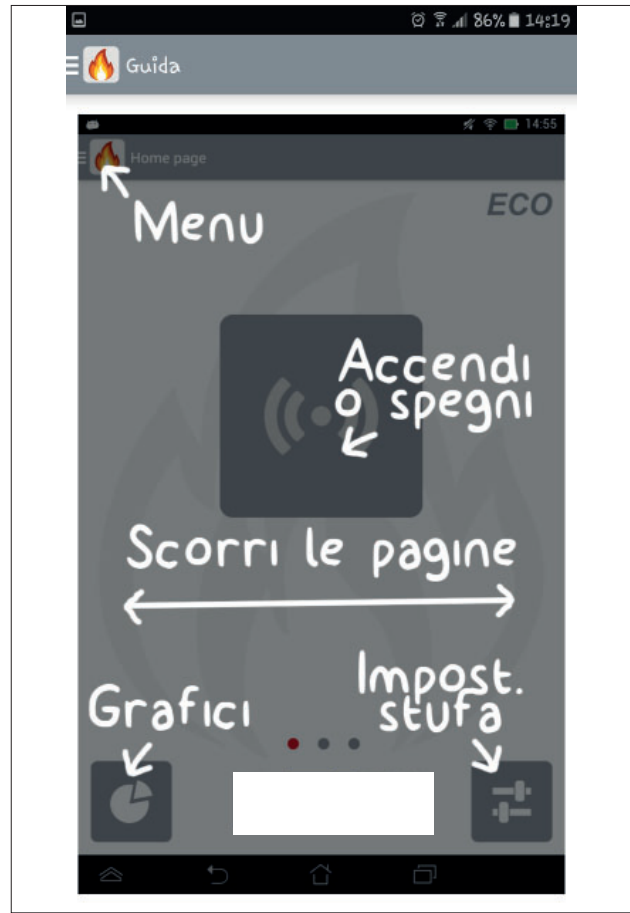 86% 14:19
Guida
14:55
Home page
Menu
ECO
Accendi
o spegni
Scorri le pagine
Grafici
Impost.
stufa